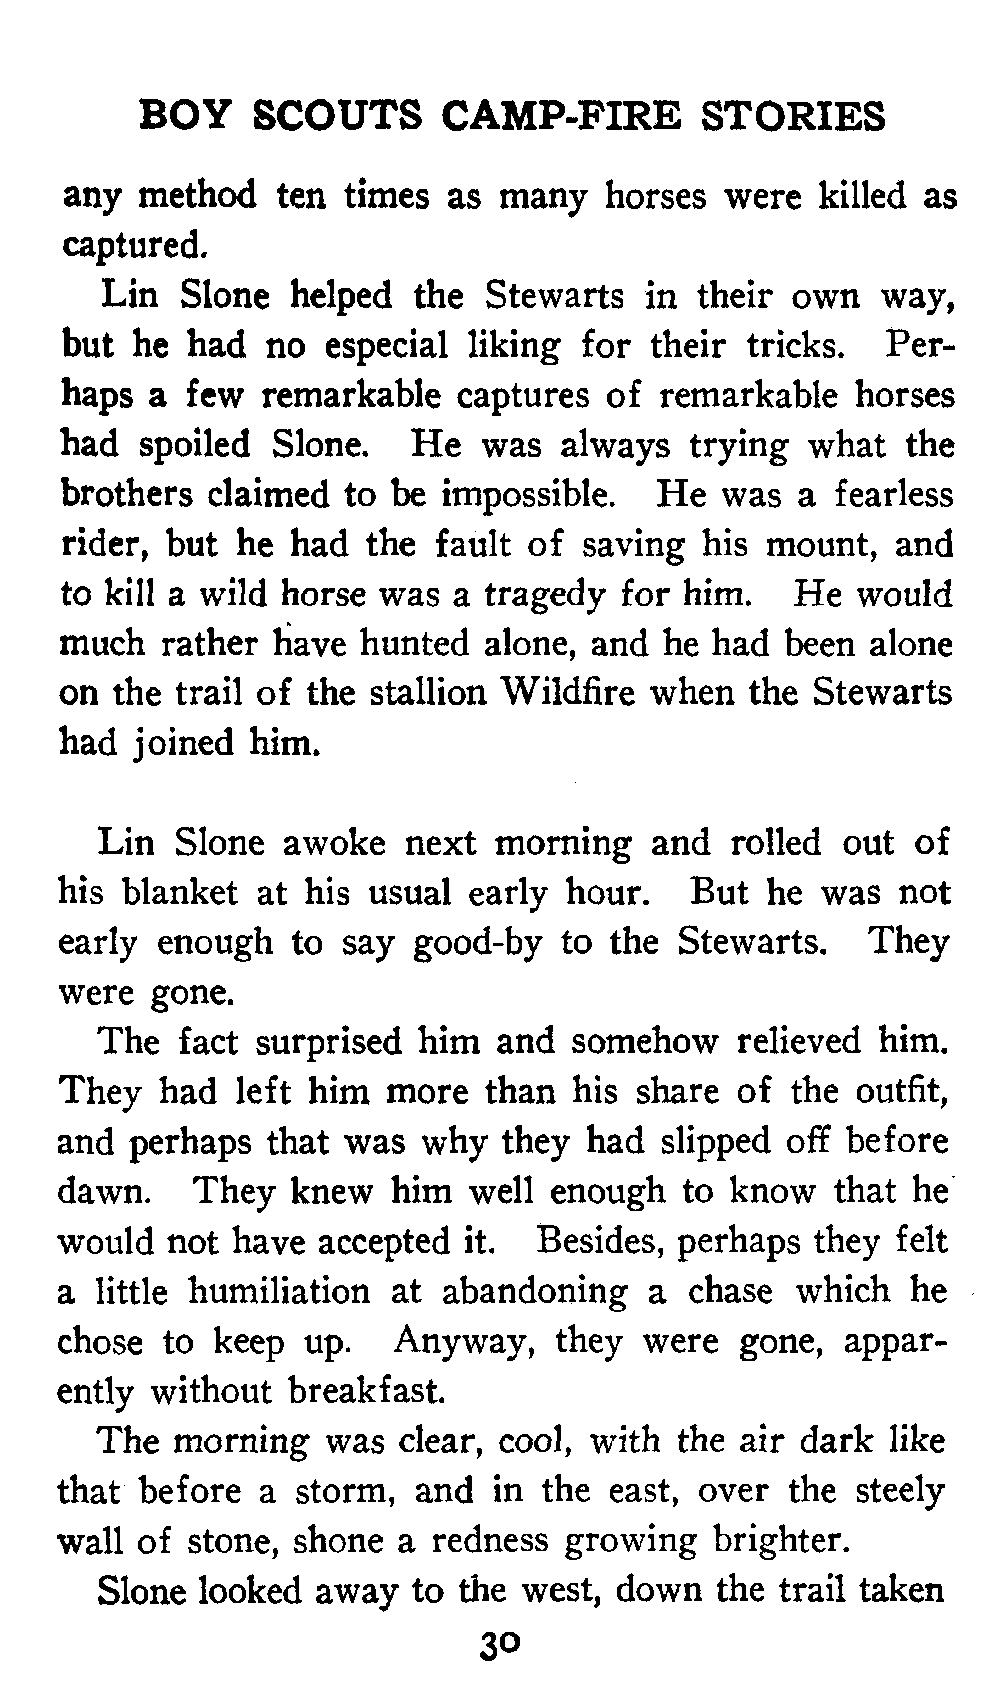 BOY SCOUTS CAMP-FIRE STORIES
any method ten times as many horses were killed as
captured.
Lin Slone helped the Stewarts in their own way,
but he had no especial liking for their tricks. Per-
haps a few remarkable captures of remarkable horses
had spoiled Slone. He was always trying what the
brothers claimed to be impossible. He was a fearless
rider, but he had the fault of saving his mount, and
to kill a wild horse was a tragedy for him. He would
much rather have hunted alone, and he had been alone
on the trail of the stallion Wildfire when the Stewarts
had joined him.
Lin Slone awoke next morning and rolled out of
his blanket at his usual early hour. But he was not
early enough to say good-by to the Stewarts. They
were gone.
The fact surprised him and somehow relieved him.
They had left him more than his share of the outfit,
and perhaps that was why they had slipped off before
dawn. They knew him well enough to know that he
would not have accepted it. Besides, perhaps they felt
a little humiliation at abandoning a chase which he
chose to keep up. Anyway, they were gone, appar-
ently without breakfast.
The morning was clear, cool, with the air dark like
that before a storm, and in the east, over the steely
wall of stone, shone a redness growing brighter.
Slone looked away to the west, down the trail taken
30